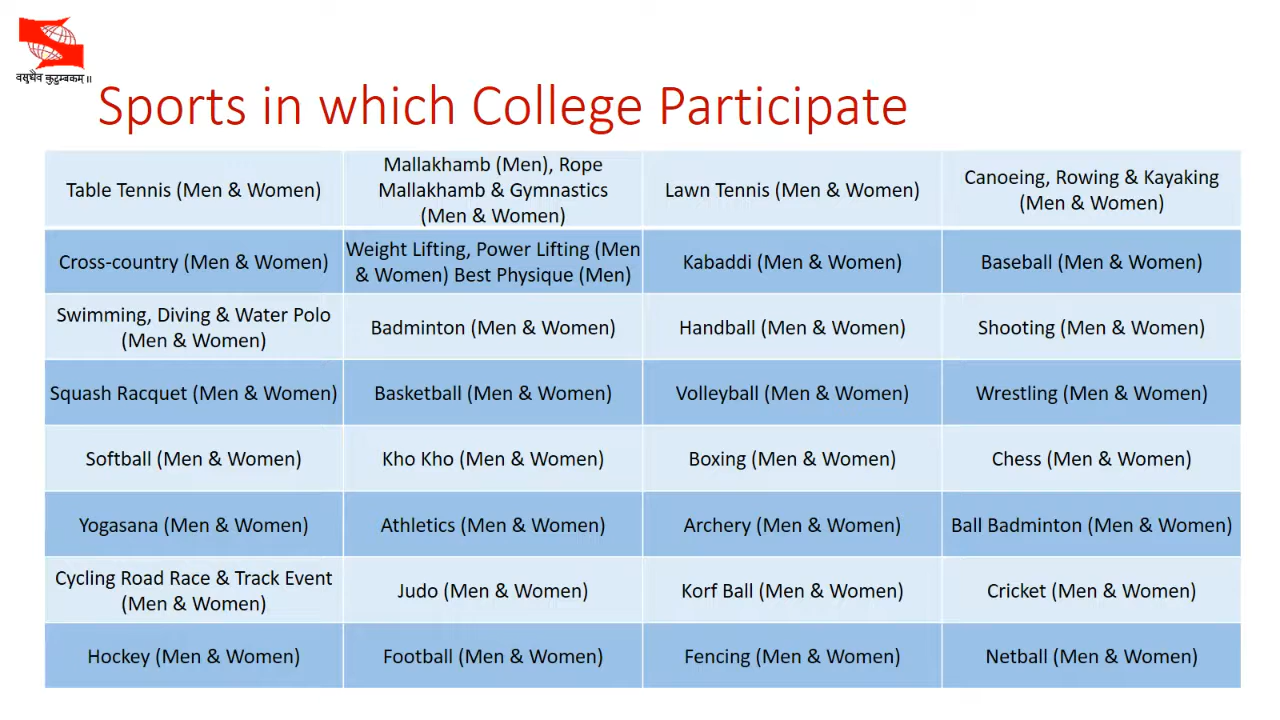 वसुधैव कुटुम्बकम् ॥
Sports in which College Participate
Table Tennis (Men & Women)
Mallakhamb (Men), Rope
Mallakhamb & Gymnastics
(Men & Women)
Lawn Tennis (Men & Women)
Canoeing, Rowing & Kayaking
(Men & Women)
Cross-country (Men & Women)
Weight Lifting, Power Lifting (Men
& Women) Best Physique (Men)
Kabaddi (Men & Women)
Baseball (Men & Women)
Swimming, Diving & Water Polo
(Men & Women)
Badminton (Men & Women)
Handball (Men & Women)
Shooting (Men & Women)
Squash Racquet (Men & Women)
Basketball (Men & Women)
Volleyball (Men & Women)
Wrestling (Men & Women)
Softball (Men & Women)
Kho Kho (Men & Women)
Boxing (Men & Women)
Chess (Men & Women)
Yogasana (Men & Women)
Athletics (Men & Women)
Archery (Men & Women)
Ball Badminton (Men & Women)
Cycling Road Race & Track Event
(Men & Women)
Judo (Men & Women)
Korf Ball (Men & Women)
Cricket (Men & Women)
Hockey (Men & Women)
Football (Men & Women)
Fencing (Men & Women)
Netball (Men & Women)